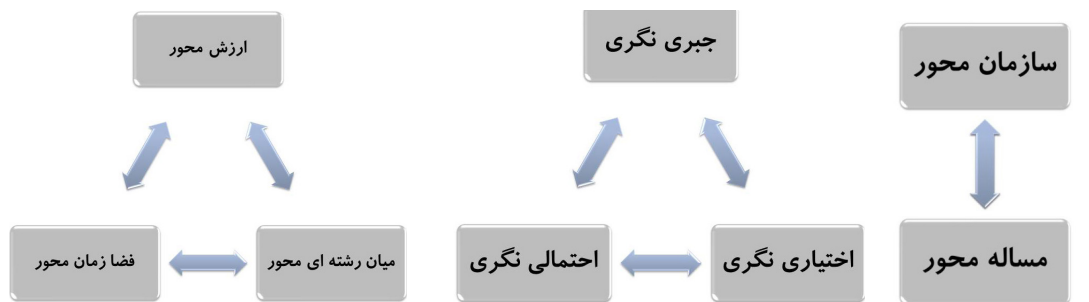 سازمان محور
مساله محور
جبری نگری
اختیاری نگری
احتمالی نگری
ارزش محور
میان رشته ای محور
فضا زمان محور